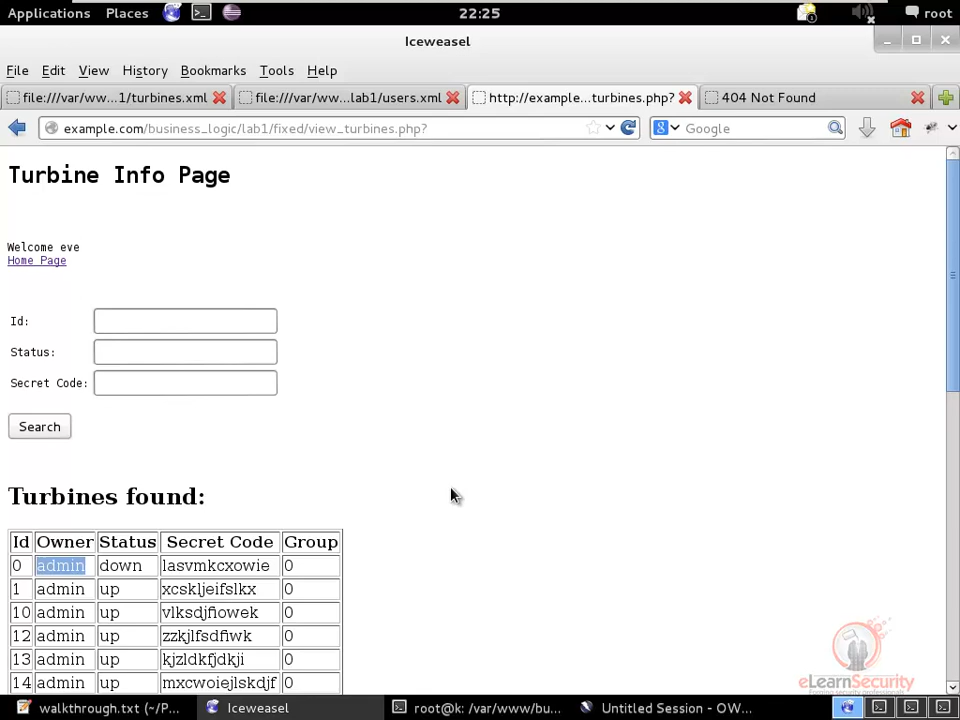 Applications Places 22:25 root
Iceweasel
File Edit View History Bookmarks Tools Help
file:///var/ww...1/turbines.xml file:///var/ww...lab1/users.xml http://example...turbines.php? 404 Not Found
example.com/business_logic/lab1/fixed/view_turbines.php? Google
Turbine Info Page
Welcome eve
Home Page
Id:
Status:
Secret Code:
Search
Turbines found:
Id Owner Status Secret Code Group
0 admin down lasvmkcxowie 0
1 admin up xcskljeifslkx 0
10 admin up vlksdjfiowek 0
12 admin up zzkjlfsdfiwk 0
13 admin up kjzldkfjdkji 0
14 admin up mxcwoiejlskdjf 0
eLearnSecurity
Forging security professionals
walkthrough.txt (~/P... Iceweasel root@k: /var/www/bu... Untitled Session - OW...